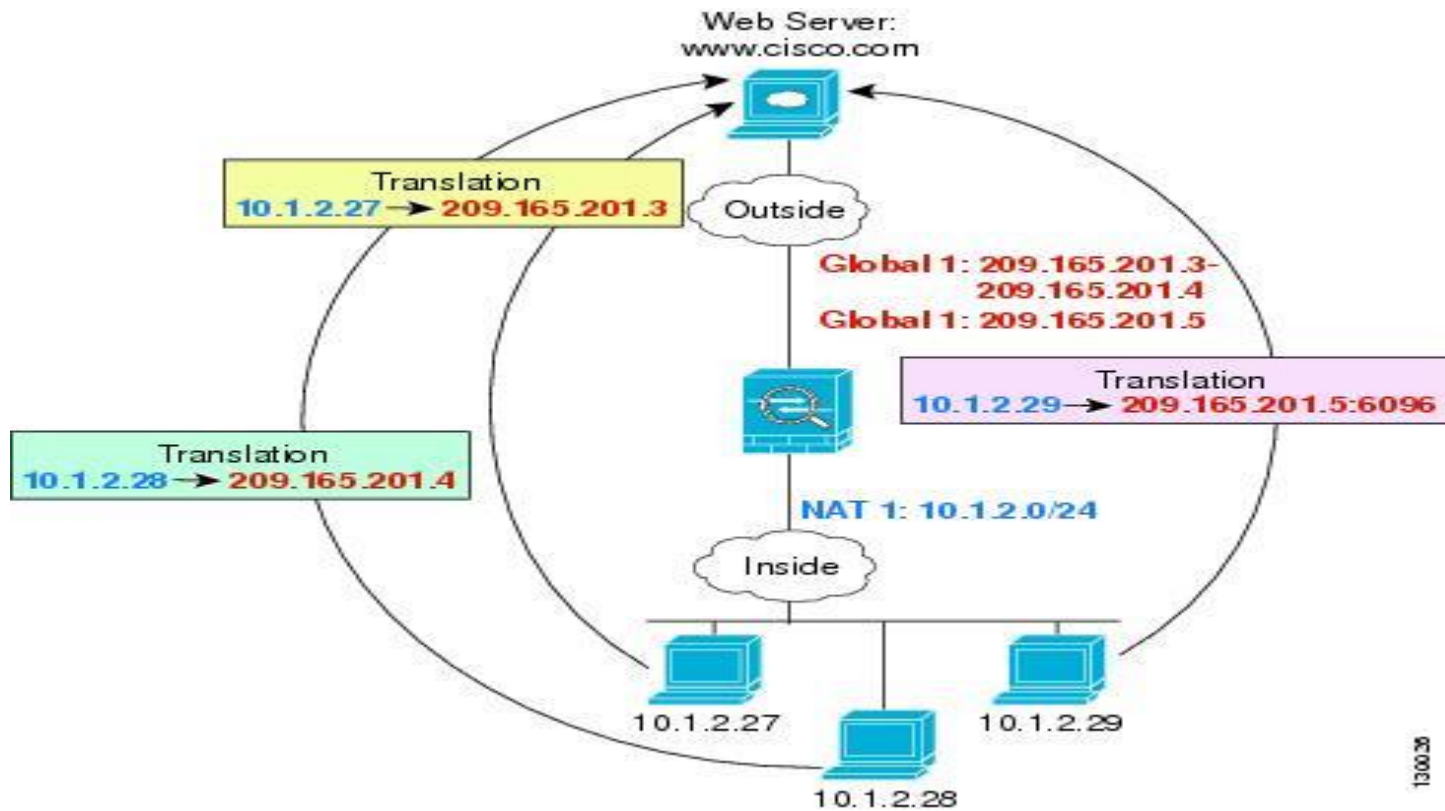 Web Server:
www.cisco.com
Translation
10.1.2.27 → 209.165.201.3
Outside
Global 1: 209.165.201.3-
209.165.201.4
Global 1: 209.165.201.5
Translation
10.1.2.29 → 209.165.201.5:6096
Translation
10.1.2.28 → 209.165.201.4
NAT 1: 10.1.2.0/24
Inside
10.1.2.27
10.1.2.29
10.1.2.28
130038